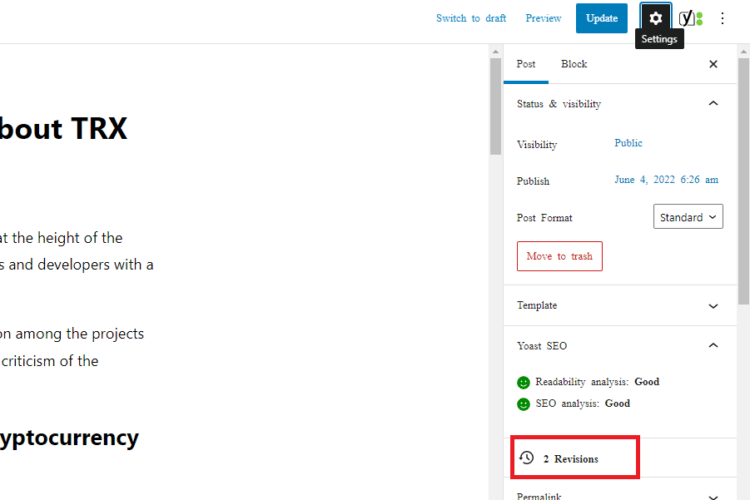 Switch to draft Preview Update
Settings
Post Block
bout TRX
at the height of the
s and developers with a
on among the projects
criticism of the
yptocurrency
Status & visibility
Visibility Public
Publish June 4, 2022 6:26 am
Post Format Standard
Move to trash
Template
Yoast SEO
Readability analysis: Good
SEO analysis: Good
2 Revisions
Permalink